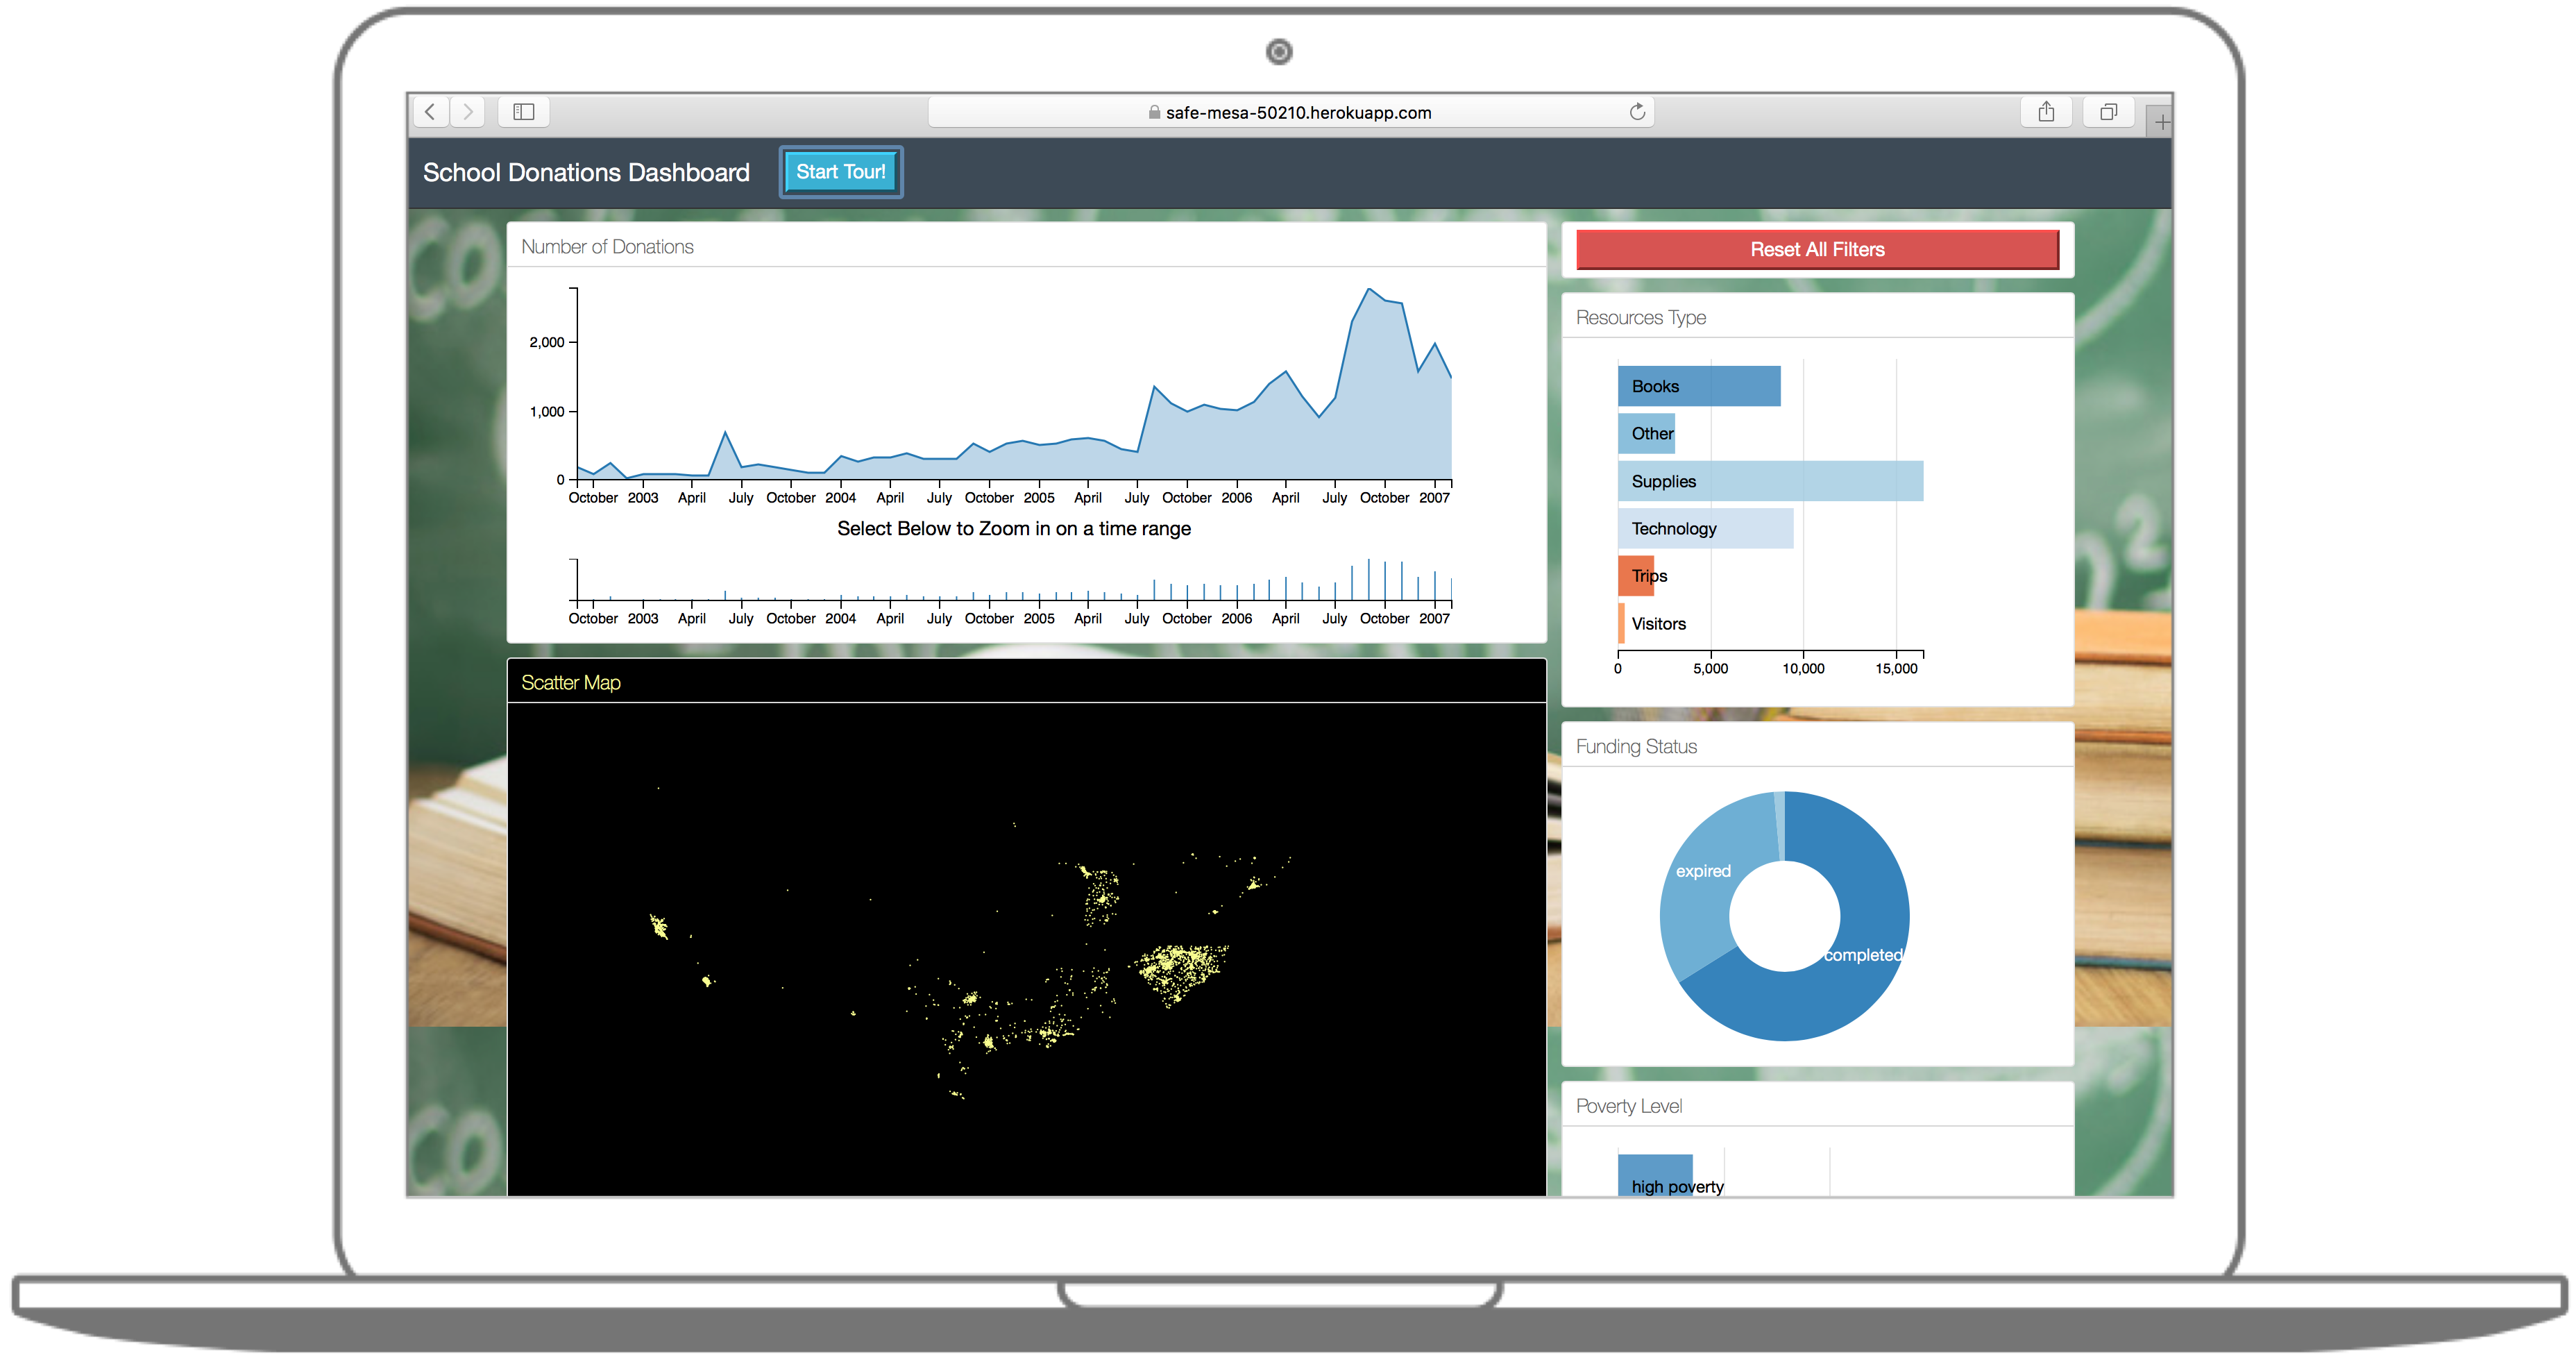 safe-mesa-50210.herokuapp.com
School Donations Dashboard
Start Tour!
Number of Donations
2,000
1,000
0
October 2003 April July October 2004 April July October 2005 April July October 2006 April July October 2007
Select Below to Zoom in on a time range
October 2003 April July October 2004 April July October 2005 April July October 2006 April July October 2007
Scatter Map
Reset All Filters
Resources Type
Books
Other
Supplies
Technology
Trips
Visitors
0 5,000 10,000 15,000
Funding Status
expired
completed
Poverty Level
high poverty